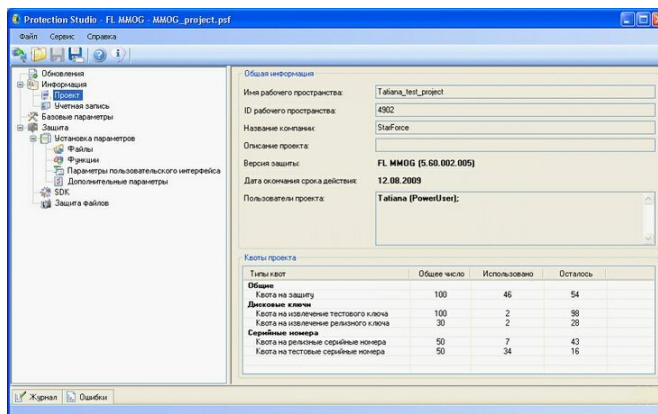 Protection Studio - FL MMOG - MMOG_project.psf
Файл Сервис Справка
Обновления
Информация
Проект
Учетная запись
Базовые параметры
Защита
Установка параметров
Файлы
Функции
Параметры пользовательского интерфейса
Дополнительные параметры
SDK
Защита файлов
Общая информация
Имя рабочего пространства: Tatiana_test_project
ID рабочего пространства: 4902
Название компании: StarForce
Описание проекта:
Версия защиты: FL MMOG (5.60.002.005)
Дата окончания срока действия: 12.08.2009
Пользователи проекта: Tatiana (PowerUser);
Квоты проекта
Типы квот Общее число Использовано Осталось
Общие
Квота на защиту 100 46 54
Дисковые ключи
Квота на извлечение тестового ключа 100 2 98
Квота на извлечение релизного ключа 30 2 28
Серийные номера
Квота на релизные серийные номера 50 7 43
Квота на тестовые серийные номера 50 34 16
Журнал Ошибки